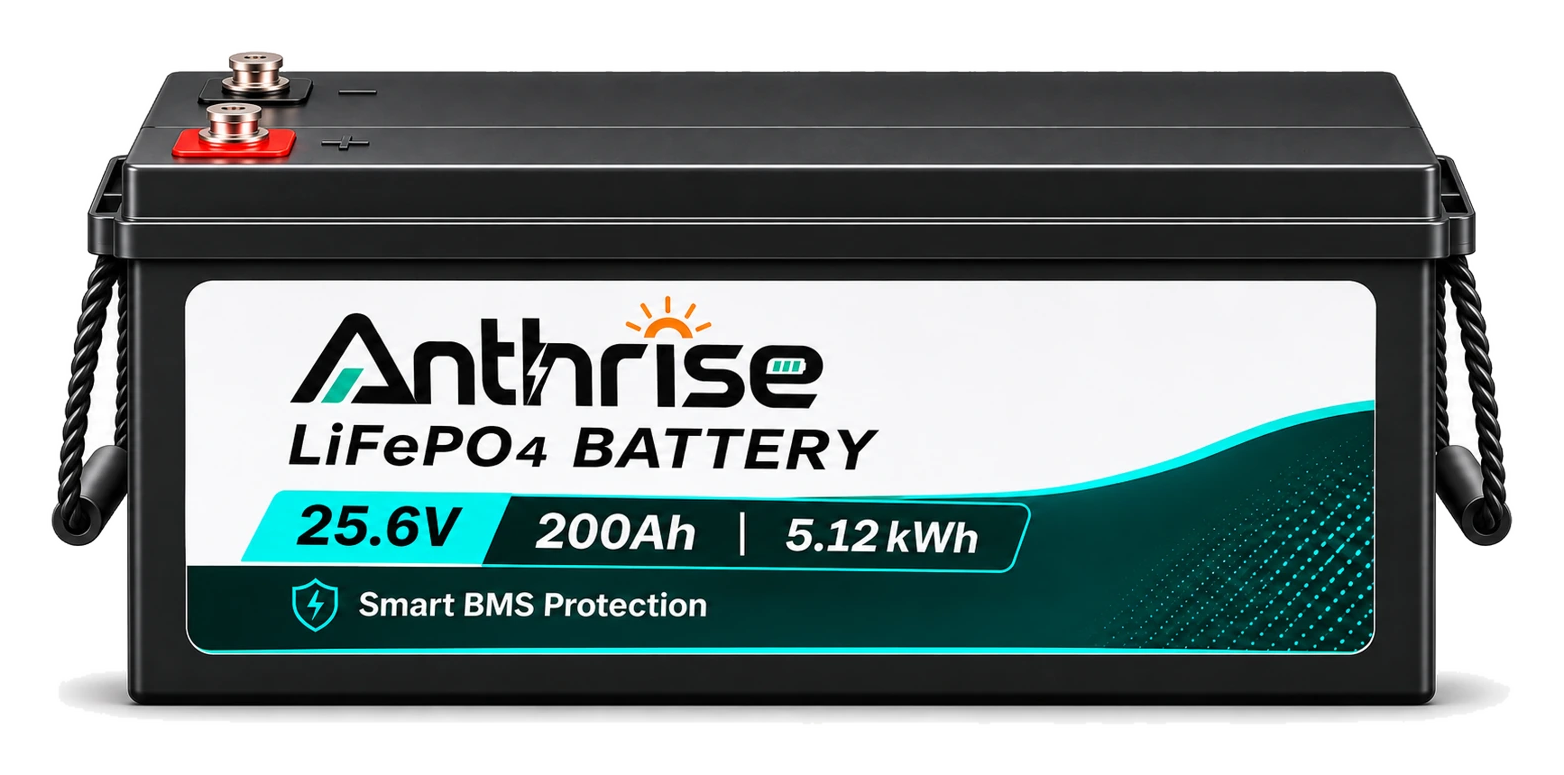 − 
+
Anthrise
LiFePO4 BATTERY
25.6V 200Ah | 5.12 kWh
Smart BMS Protection